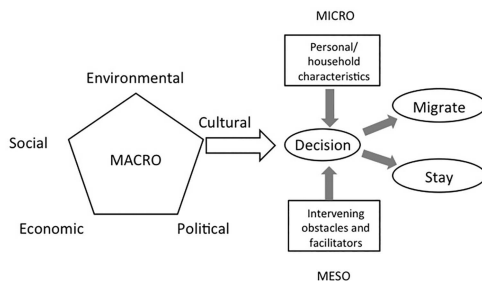 MICRO
Personal/
household
characteristics
Environmental
Cultural
Migrate
Social
MACRO
Decision
Stay
Economic
Political
Intervening
obstacles and
facilitators
MESO